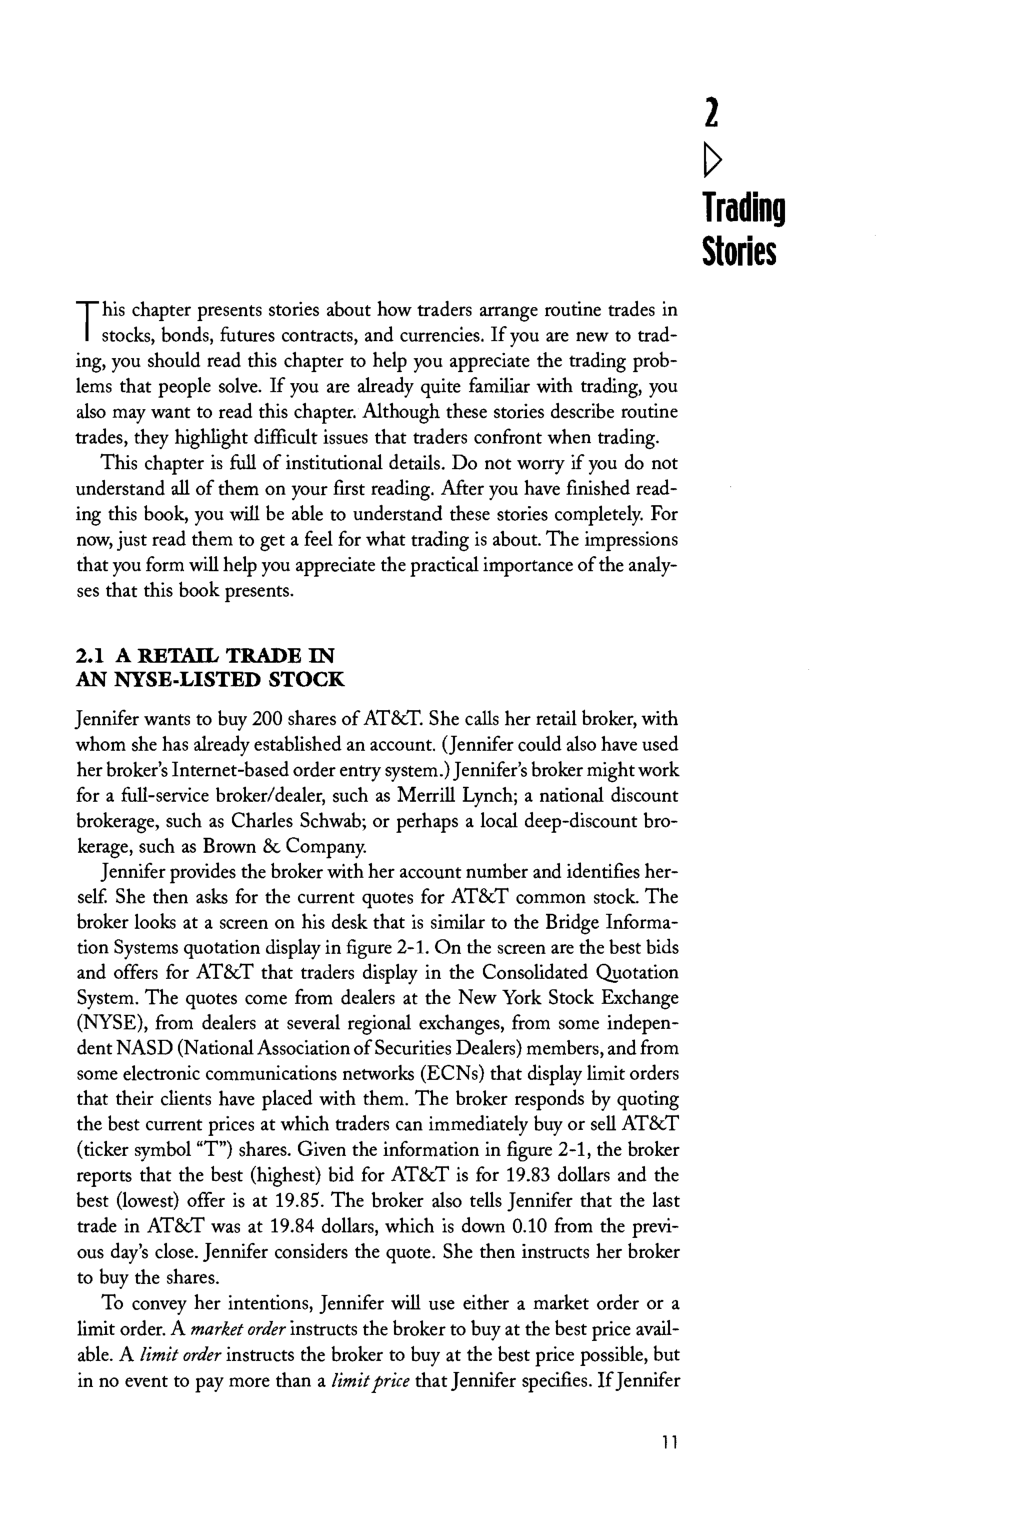 2
Trading
Stories
This chapter presents stories about how traders arrange routine trades in
stocks, bonds, futures contracts, and currencies. If you are new to trad-
ing, you should read this chapter to help you appreciate the trading prob-
lems that people solve. If you are already quite familiar with trading, you
also may want to read this chapter. Although these stories describe routine
trades, they highlight difficult issues that traders confront when trading.
This chapter is full of institutional details. Do not worry if you do not
understand all of them on your first reading. After you have finished read-
ing this book, you will be able to understand these stories completely. For
now, just read them to get a feel for what trading is about. The impressions
that you form will help you appreciate the practical importance of the analy-
ses that this book presents.
2.1 A RETAIL TRADE IN
AN NYSE-LISTED STOCK
Jennifer wants to buy 200 shares of AT&T. She calls her retail broker, with
whom she has already established an account. (Jennifer could also have used
her broker's Internet-based order entry system.) Jennifer's broker might work
for a full-service broker/dealer, such as Merrill Lynch; a national discount
brokerage, such as Charles Schwab; or perhaps a local deep-discount bro-
kerage, such as Brown & Company.
Jennifer provides the broker with her account number and identifies her-
self. She then asks for the current quotes for AT&T common stock. The
broker looks at a screen on his desk that is similar to the Bridge Informa-
tion Systems quotation display in figure 2-1. On the screen are the best bids
and offers for AT&T that traders display in the Consolidated Quotation
System. The quotes come from dealers at the New York Stock Exchange
(NYSE), from dealers at several regional exchanges, from some indepen-
dent NASD (National Association of Securities Dealers) members, and from
some electronic communications networks (ECNs) that display limit orders
that their clients have placed with them. The broker responds by quoting
the best current prices at which traders can immediately buy or sell AT&T
(ticker symbol "T") shares. Given the information in figure 2-1, the broker
reports that the best (highest) bid for AT&T is for 19.83 dollars and the
best (lowest) offer is at 19.85. The broker also tells Jennifer that the last
trade in AT&T was at 19.84 dollars, which is down 0.10 from the previ-
ous day's close. Jennifer considers the quote. She then instructs her broker
to buy the shares.
To convey her intentions, Jennifer will use either a market order or a
limit order. A market order instructs the broker to buy at the best price avail-
able. A limit order instructs the broker to buy at the best price possible, but
in no event to pay more than a limit price that Jennifer specifies. If Jennifer
11